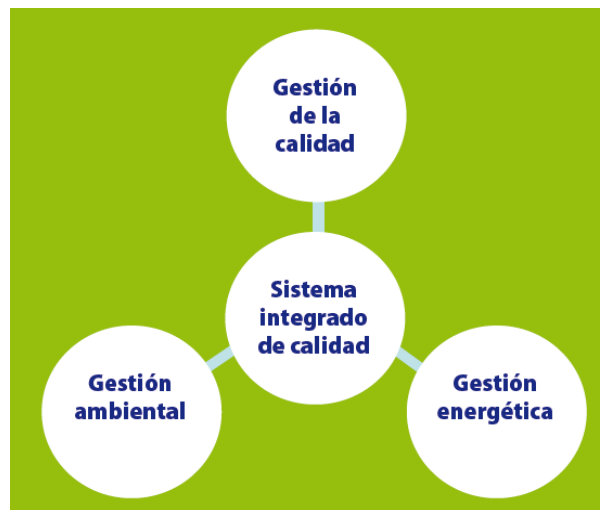 Gestión
de la
calidad
Sistema
integrado
de calidad
Gestión
ambiental
Gestión
energética